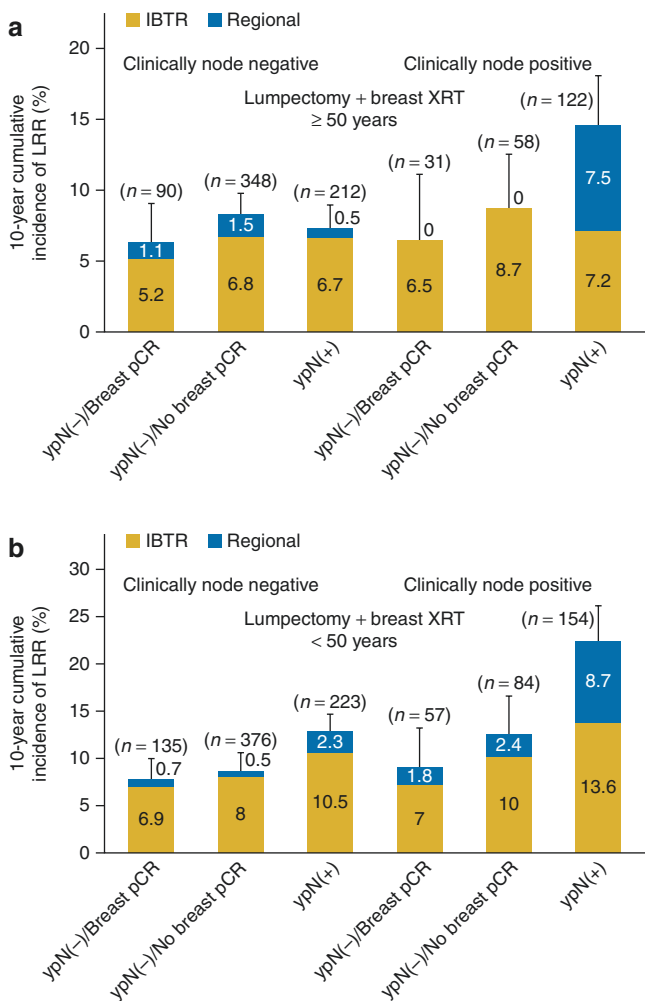 a
IBTR Regional
Clinically node negative Clinically node positive
Lumpectomy + breast XRT
≥ 50 years
10-year cumulative
incidence of LRR (%)
20
15
10
5
0
(n = 90)
1.1
5.2
(n = 348)
1.5
6.8
(n = 212)
0.5
6.7
(n = 31)
0
6.5
(n = 58)
0
8.7
(n = 122)
7.5
7.2
ypN(−)/Breast pCR
ypN(−)/No breast pCR
ypN(+)
ypN(−)/Breast pCR
ypN(−)/No breast pCR
ypN(+)
b
IBTR Regional
Clinically node negative Clinically node positive
Lumpectomy + breast XRT
< 50 years
10-year cumulative
incidence of LRR (%)
30
25
20
15
10
5
0
(n = 135)
0.7
6.9
(n = 376)
0.5
8
(n = 223)
2.3
10.5
(n = 57)
1.8
7
(n = 84)
2.4
10
(n = 154)
8.7
13.6
ypN(−)/Breast pCR
ypN(−)/No breast pCR
ypN(+)
ypN(−)/Breast pCR
ypN(−)/No breast pCR
ypN(+)